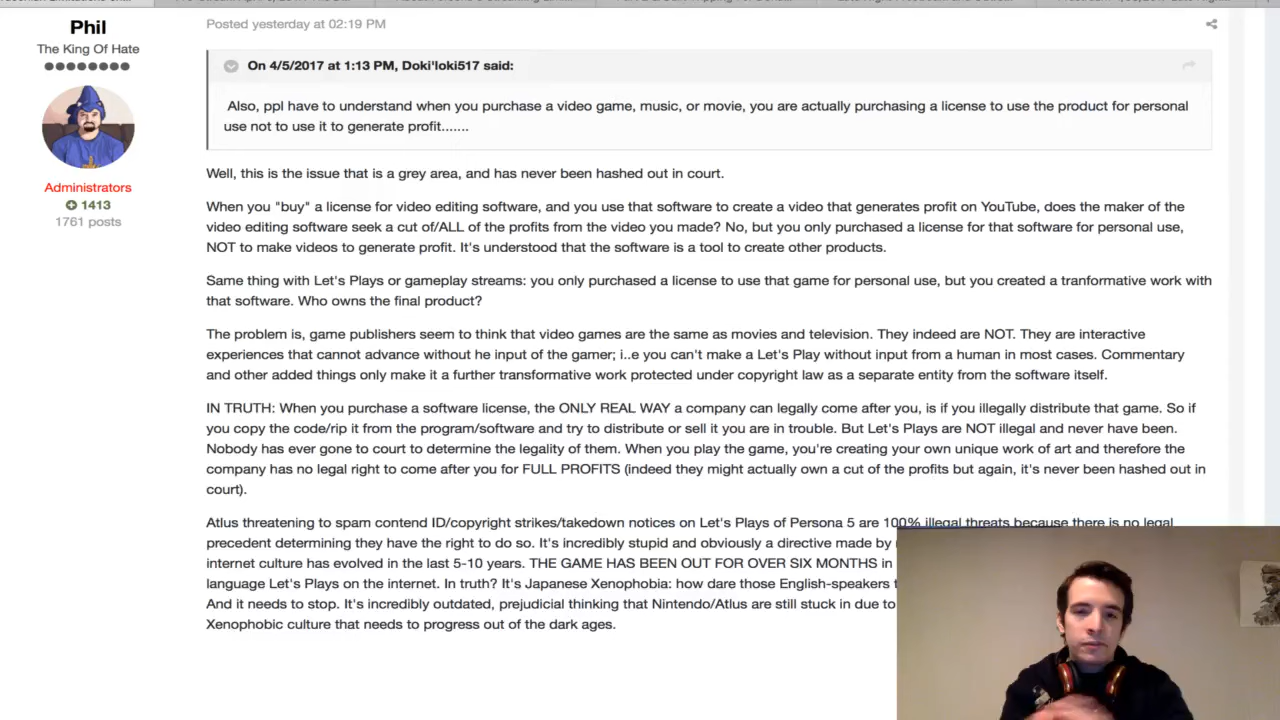 Phil
The King Of Hate
Administrators
1413
1761 posts
Posted yesterday at 02:19 PM
On 4/5/2017 at 1:13 PM, Doki'loki517 said:
Also, ppl have to understand when you purchase a video game, music, or movie, you are actually purchasing a license to use the product for personal
use not to use it to generate profit.......
Well, this is the issue that is a grey area, and has never been hashed out in court.
When you "buy" a license for video editing software, and you use that software to create a video that generates profit on YouTube, does the maker of the
video editing software seek a cut of/ALL of the profits from the video you made? No, but you only purchased a license for that software for personal use,
NOT to make videos to generate profit. It's understood that the software is a tool to create other products.
Same thing with Let's Plays or gameplay streams: you only purchased a license to use that game for personal use, but you created a tranformative work with
that software. Who owns the final product?
The problem is, game publishers seem to think that video games are the same as movies and television. They indeed are NOT. They are interactive
experiences that cannot advance without he input of the gamer; i..e you can't make a Let's Play without input from a human in most cases. Commentary
and other added things only make it a further transformative work protected under copyright law as a separate entity from the software itself.
IN TRUTH: When you purchase a software license, the ONLY REAL WAY a company can legally come after you, is if you illegally distribute that game. So if
you copy the code/rip it from the program/software and try to distribute or sell it you are in trouble. But Let's Plays are NOT illegal and never have been.
Nobody has ever gone to court to determine the legality of them. When you play the game, you're creating your own unique work of art and therefore the
company has no legal right to come after you for FULL PROFITS (indeed they might actually own a cut of the profits but again, it's never been hashed out in
court).
Atlus threatening to spam contend ID/copyright strikes/takedown notices on Let's Plays of Persona 5 are 100% illegal threats because there is no legal
precedent determining they have the right to do so. It's incredibly stupid and obviously a directive made by
internet culture has evolved in the last 5-10 years. THE GAME HAS BEEN OUT FOR OVER SIX MONTHS in
language Let's Plays on the internet. In truth? It's Japanese Xenophobia: how dare those English-speakers
And it needs to stop. It's incredibly outdated, prejudicial thinking that Nintendo/Atlus are still stuck in due to
Xenophobic culture that needs to progress out of the dark ages.